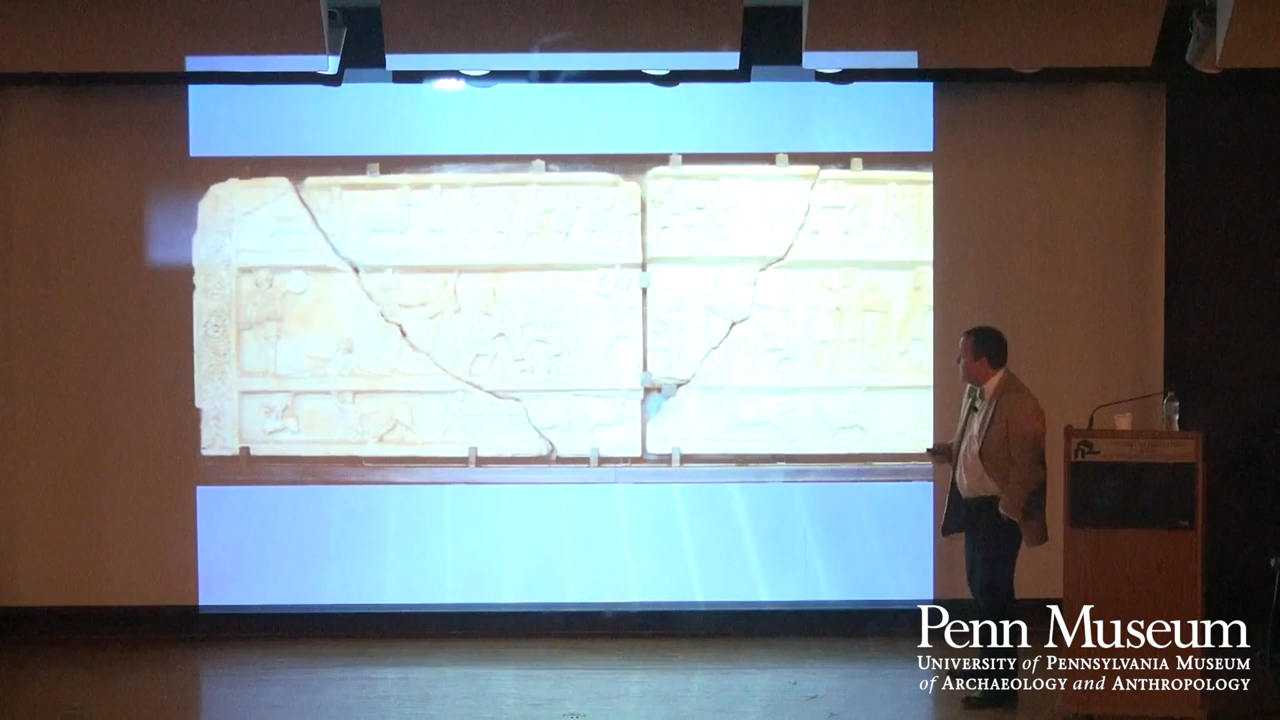 Penn Museum
UNIVERSITY of PENNSYLVANIA MUSEUM
of ARCHAEOLOGY and ANTHROPOLOGY